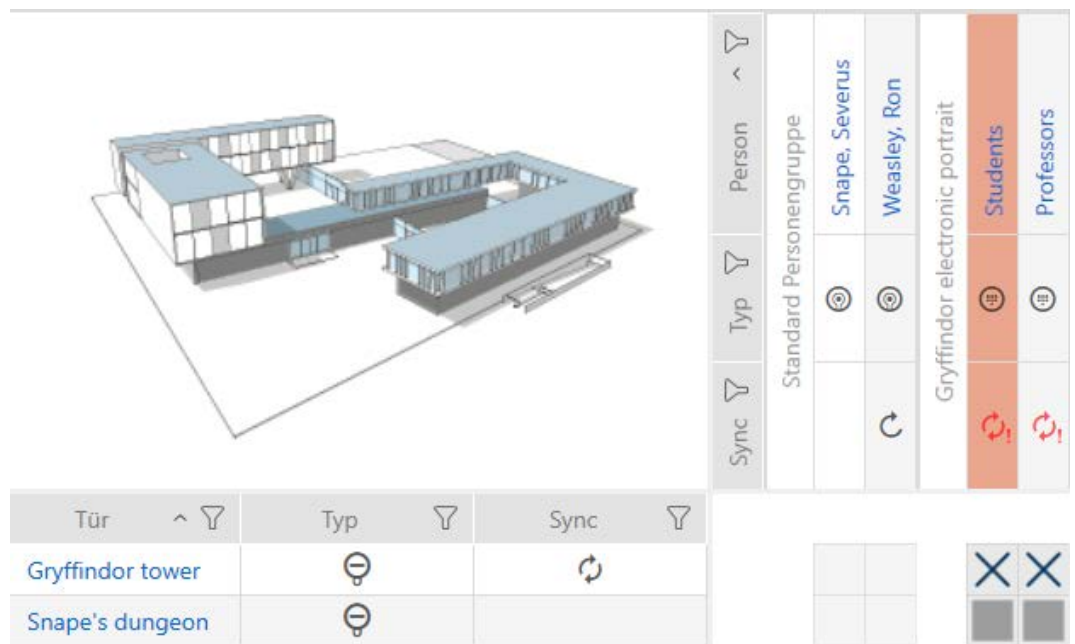 Person
Typ
Sync
Standard Personengruppe
Snape, Severus
Weasley, Ron
Gryffindor electronic portrait
Students
Professors
Tür
Typ
Sync
Gryffindor tower
Snape's dungeon